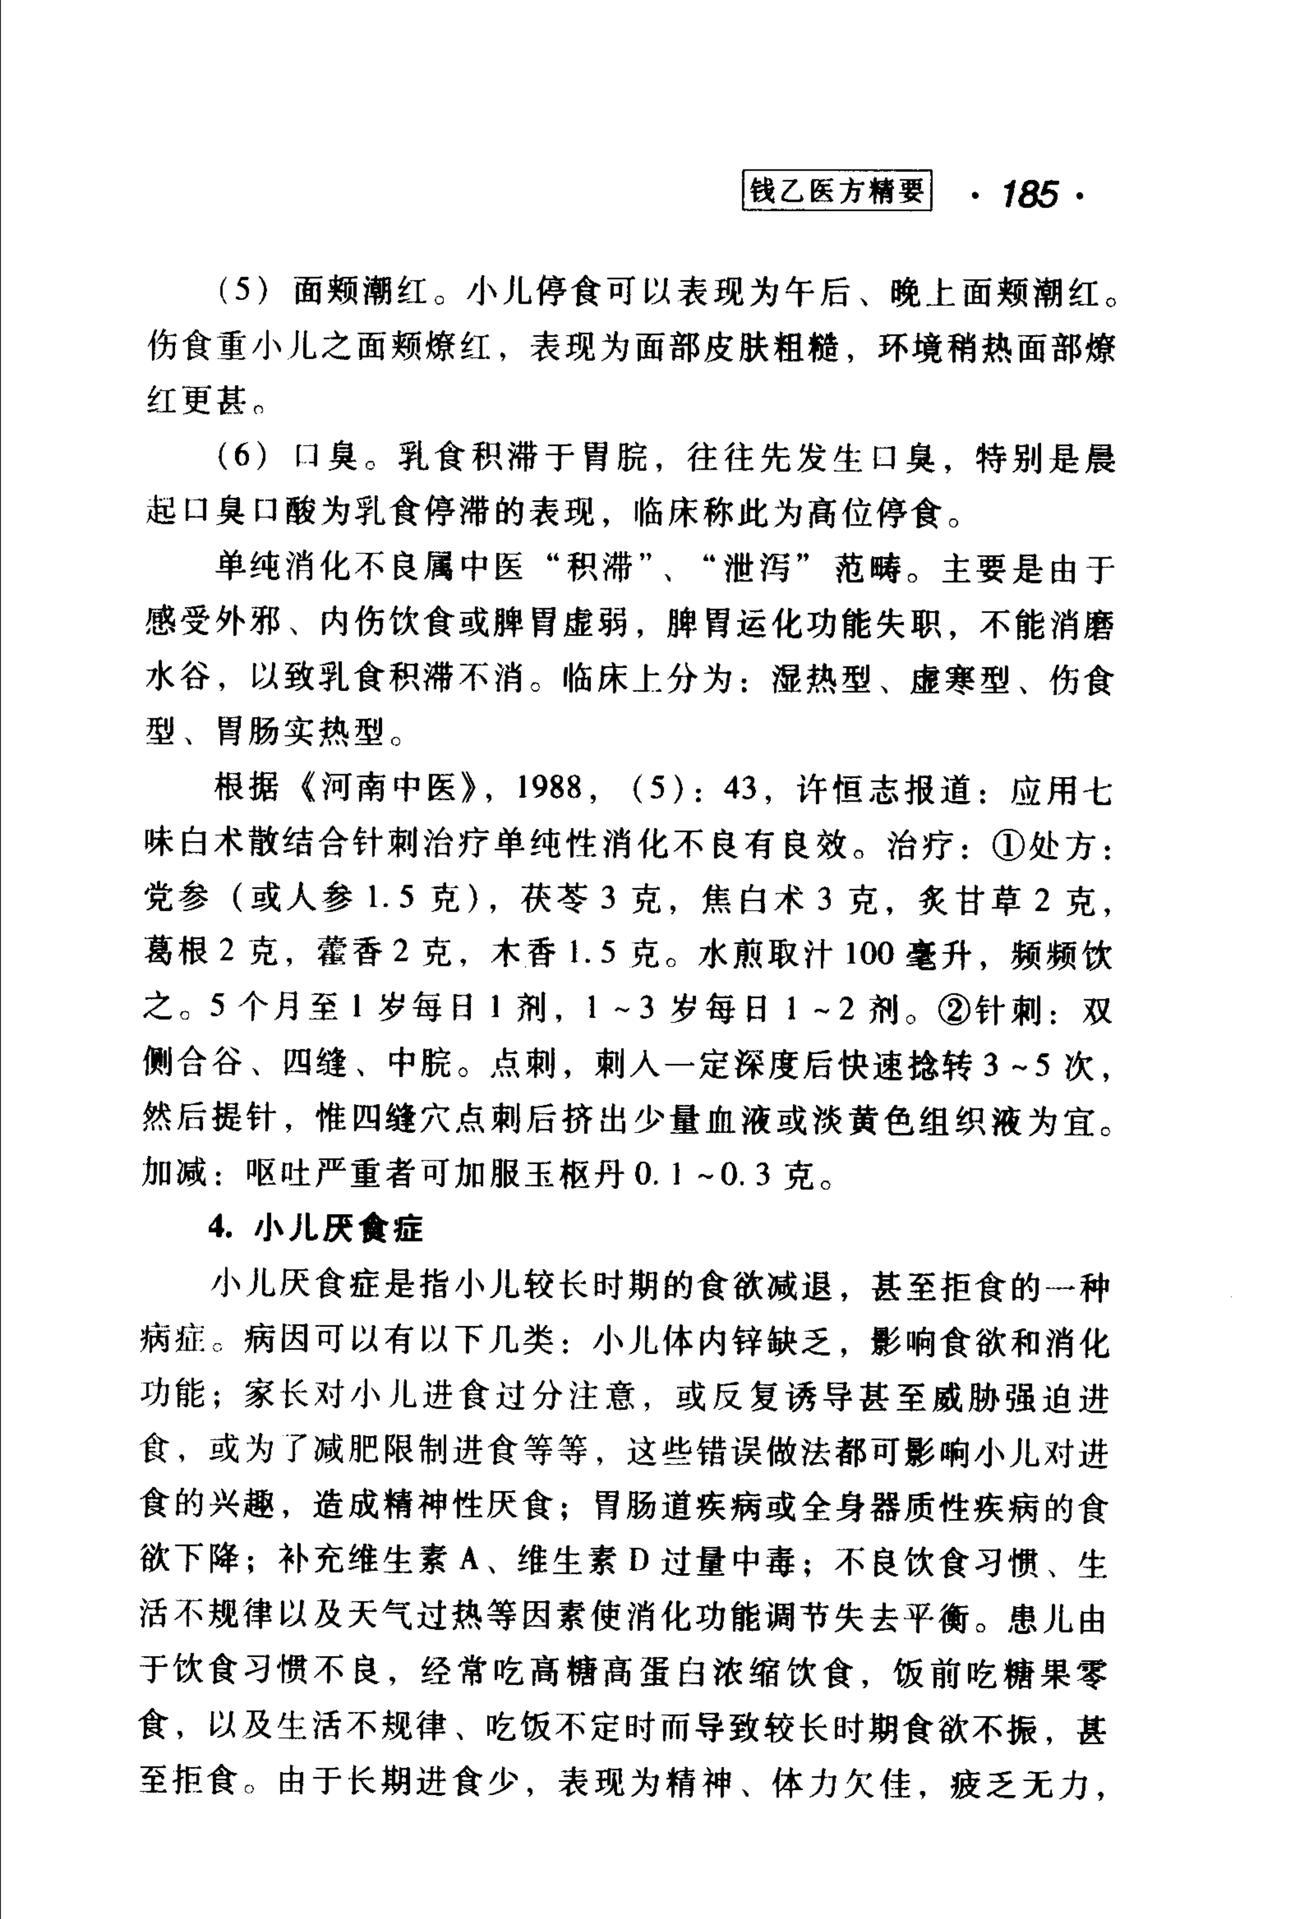 钱乙医方精要 ·185·
（5）面颊潮红。小儿停食可以表现为午后、晚上面颊潮红。
伤食重小儿之面颊燎红，表现为面部皮肤粗糙，环境稍热面部燎
红更甚。
（6）口臭。乳食积滞于胃脘，往往先发生口臭，特别是晨
起口臭口酸为乳食停滞的表现，临床称此为高位停食。
单纯消化不良属中医“积滞”、“泄泻”范畴。主要是由于
感受外邪、内伤饮食或脾胃虚弱，脾胃运化功能失职，不能消磨
水谷，以致乳食积滞不消。临床上分为：湿热型、虚寒型、伤食
型、胃肠实热型。
根据《河南中医》，1988，（5）：43，许恒志报道：应用七
味白术散结合针刺治疗单纯性消化不良有良效。治疗：①处方：
党参（或人参1.5克），茯苓3克，焦白术3克，炙甘草2克，
葛根2克，藿香2克，木香1.5克。水煎取汁100毫升，频频饮
之。5个月至1岁每日1剂，1~3岁每日1~2剂。②针刺：双
侧合谷、四缝、中脘。点刺，刺入一定深度后快速捻转3~5次，
然后提针，惟四缝穴点刺后挤出少量血液或淡黄色组织液为宜。
加减：呕吐严重者可加服玉枢丹0.1~0.3克。
4. 小儿厌食症
小儿厌食症是指小儿较长时期的食欲减退，甚至拒食的一种
病症。病因可以有以下几类：小儿体内锌缺乏，影响食欲和消化
功能；家长对小儿进食过分注意，或反复诱导甚至威胁强迫进
食，或为了减肥限制进食等等，这些错误做法都可影响小儿对进
食的兴趣，造成精神性厌食；胃肠道疾病或全身器质性疾病的食
欲下降；补充维生素A、维生素D过量中毒；不良饮食习惯、生
活不规律以及天气过热等因素使消化功能调节失去平衡。患儿由
于饮食习惯不良，经常吃高糖高蛋白浓缩饮食，饭前吃糖果零
食，以及生活不规律、吃饭不定时而导致较长时期食欲不振，甚
至拒食。由于长期进食少，表现为精神、体力欠佳，疲乏无力，